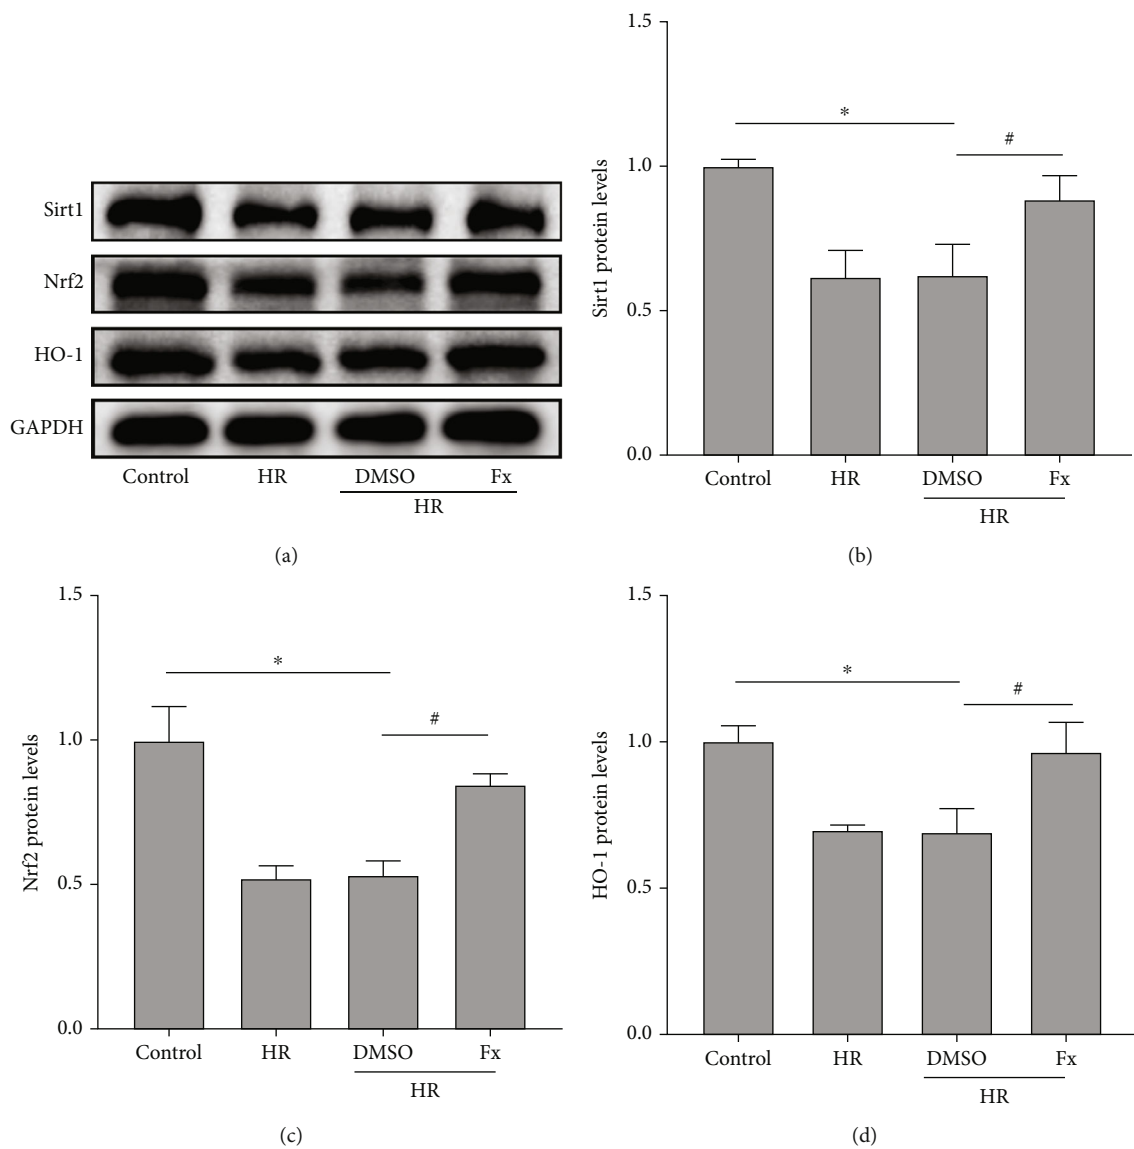 Sirt1
Nrf2
HO-1
GAPDH
Control HR DMSO Fx
HR
(a)
Sirt1 protein levels
1.5
1.0
0.5
0.0
*
#
Control HR DMSO Fx
HR
(b)
Nrf2 protein levels
1.5
1.0
0.5
0.0
*
#
Control HR DMSO Fx
HR
(c)
HO-1 protein levels
1.5
1.0
0.5
0.0
*
#
Control HR DMSO Fx
HR
(d)